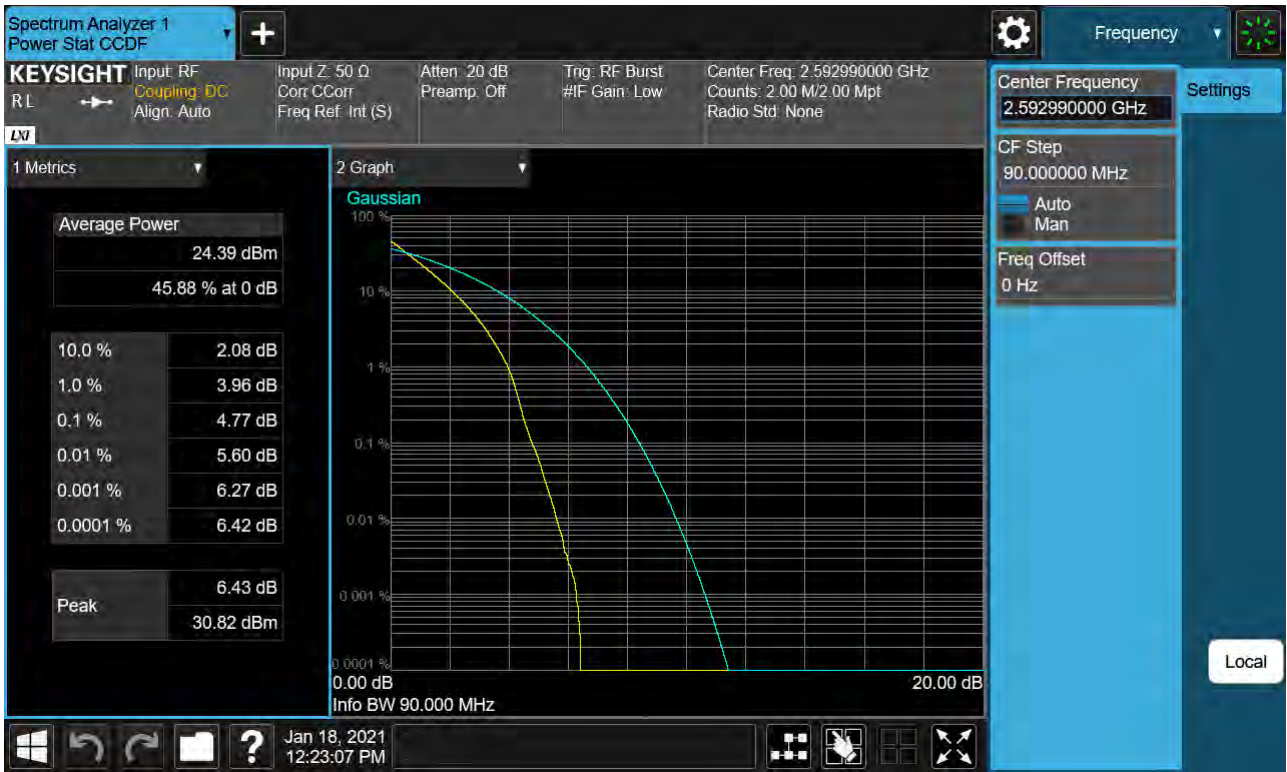 Spectrum Analyzer 1
Power Stat CCDF
Frequency
KEYSIGHT
R L
LXI
Input: RF
Coupling: DC
Align: Auto
Input Z: 50 Ω
Corr CCorr
Freq Ref: Int (S)
Atten: 20 dB
Preamp: Off
Trig: RF Burst
#IF Gain: Low
Center Freq: 2.592990000 GHz
Counts: 2.00 M/2.00 Mpt
Radio Std: None
Center Frequency
2.592990000 GHz
Settings
CF Step
90.000000 MHz
Auto
Man
Freq Offset
0 Hz
Local
1 Metrics
Average Power
24.39 dBm
45.88 % at 0 dB
10.0 % 2.08 dB
1.0 % 3.96 dB
0.1 % 4.77 dB
0.01 % 5.60 dB
0.001 % 6.27 dB
0.0001 % 6.42 dB
Peak
6.43 dB
30.82 dBm
2 Graph
Gaussian
100 %
10 %
1 %
0.1 %
0.01 %
0.001 %
0.0001 %
0.00 dB 20.00 dB
Info BW 90.000 MHz
?
Jan 18, 2021
12:23:07 PM